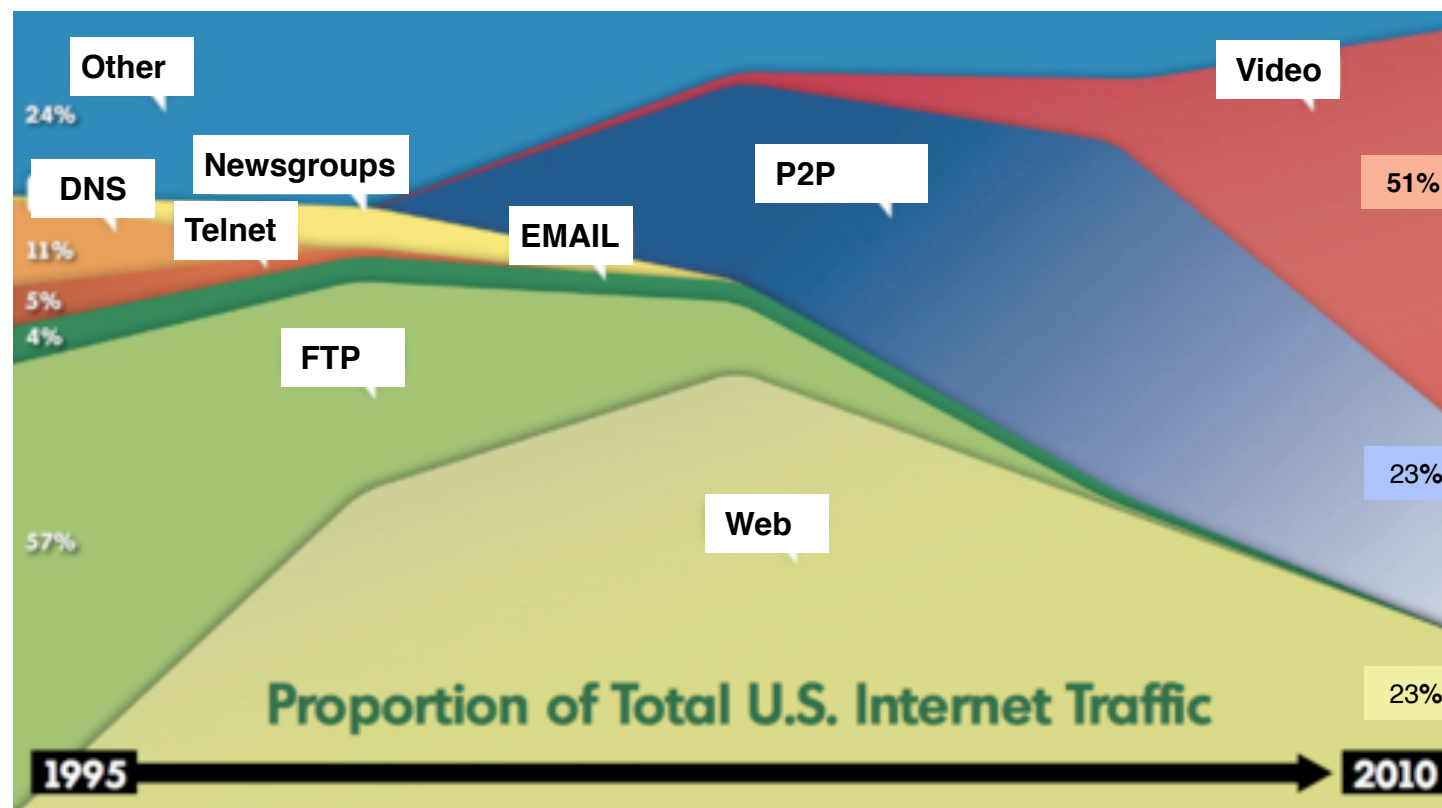 Other
Video
24%
Newsgroups
P2P
DNS
51%
Telnet
EMAIL
11%
5%
4%
FTP
23%
Web
57%
23%
Proportion of Total U.S. Internet Traffic
1995
2010